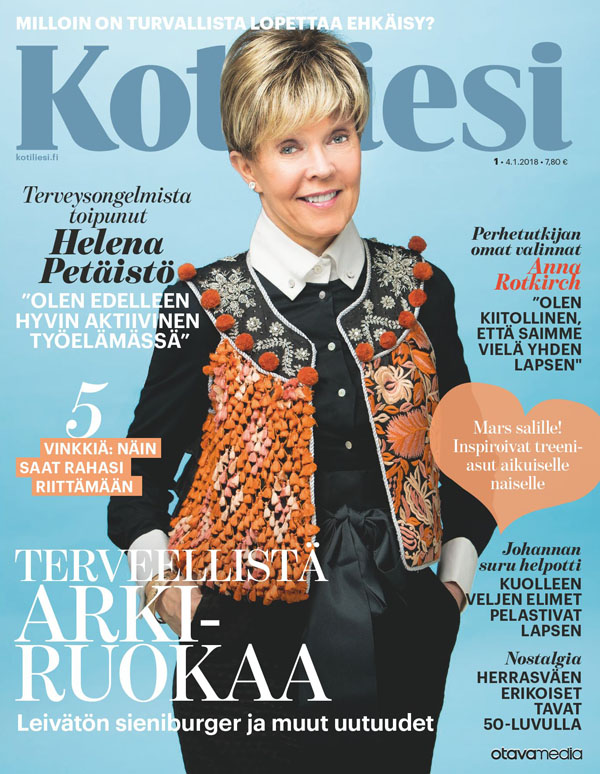 MILLOIN ON TURVALLISTA LOPETTAA EHKÄISY?
Kotiliesi
kotiliesi.fi
1 • 4.1.2018 • 7,80 €
Terveysongelmista
toipunut
Helena
Petäistö
”OLEN EDELLEEN
HYVIN AKTIIVINEN
TYÖELÄMÄSSÄ”
Perhetutkijan
omat valinnat
Anna
Rotkirch
”OLEN
KIITOLLINEN,
ETTÄ SAIMME
VIELÄ YHDEN
LAPSEN"
5
VINKKIÄ: NÄIN
SAAT RAHASI
RIITTÄMÄÄN
Mars salille!
Inspiroivat treeni-
asut aikuiselle
naiselle
TERVEELLISTÄ
ARKI-
RUOKAA
Leivätön sieniburger ja muut uutuudet
Johannan
suru helpotti
KUOLLEEN
VELJEN ELIMET
PELASTIVAT
LAPSEN
Nostalgia
HERRASVÄEN
ERIKOISET
TAVAT
50-LUVULLA
otavamedia